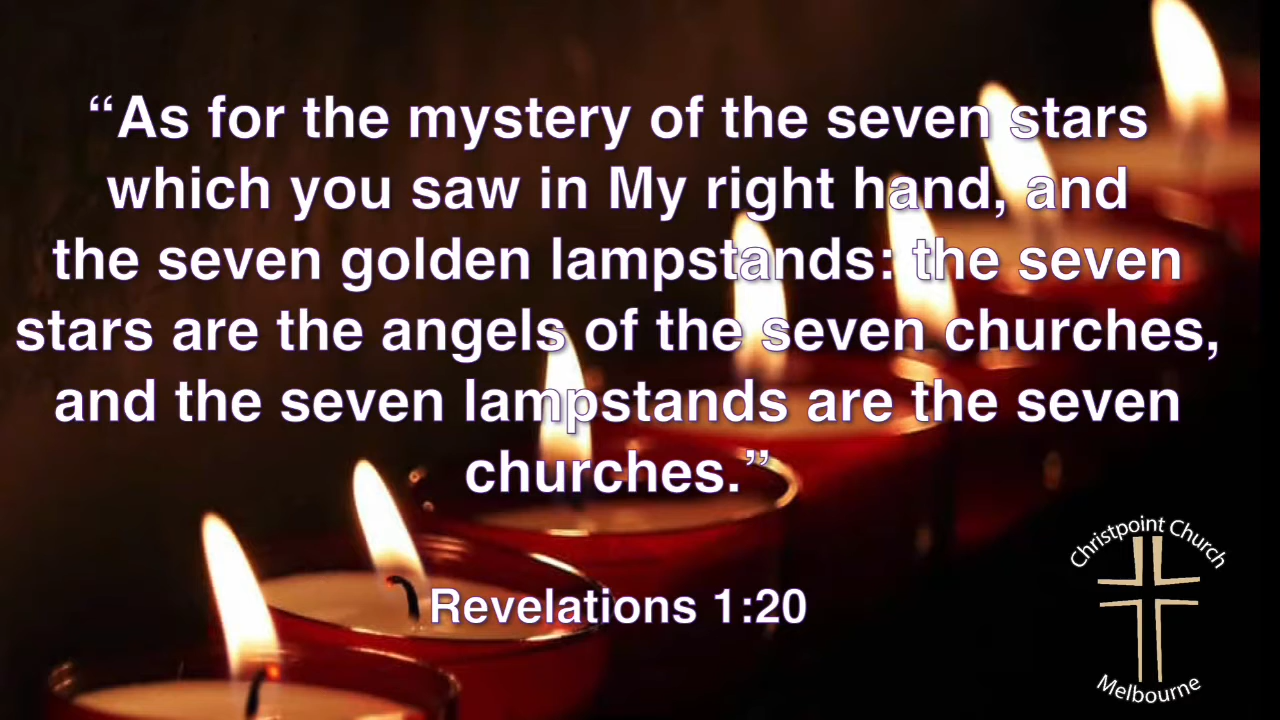 “As for the mystery of the seven stars
which you saw in My right hand, and
the seven golden lampstands: the seven
stars are the angels of the seven churches,
and the seven lampstands are the seven
churches.”
Revelations 1:20
Christpoint Church
Melbourne